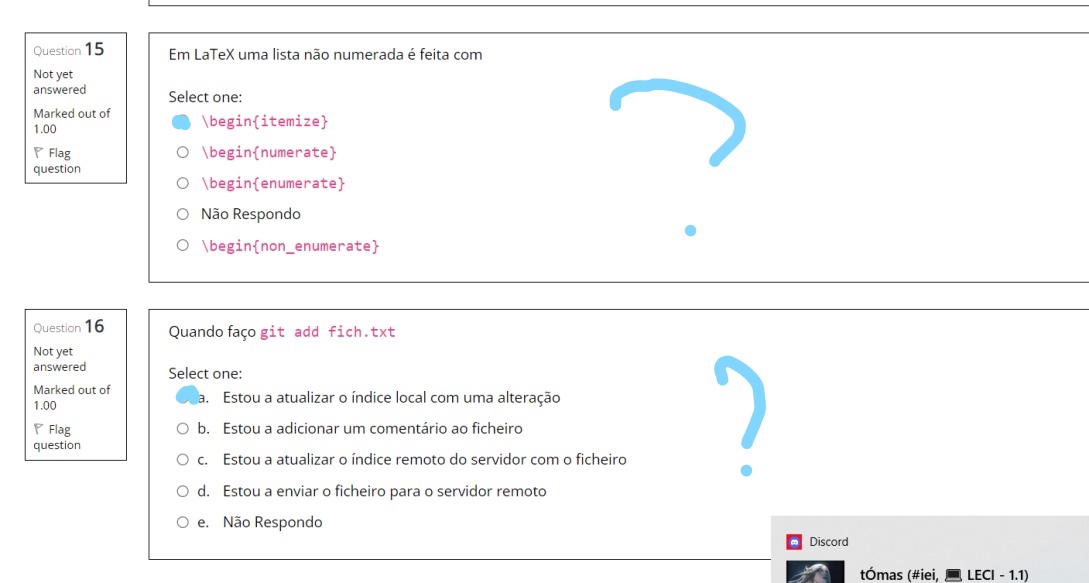 Question 15
Not yet
answered
Marked out of
1.00
Flag
question
Em LaTeX uma lista não numerada é feita com
Select one:
\begin{itemize}
\begin{numerate}
\begin{enumerate}
Não Respondo
\begin{non_enumerate}
?
Question 16
Not yet
answered
Marked out of
1.00
Flag
question
Quando faço git add fich.txt
Select one:
a. Estou a atualizar o índice local com uma alteração
b. Estou a adicionar um comentário ao ficheiro
c. Estou a atualizar o índice remoto do servidor com o ficheiro
d. Estou a enviar o ficheiro para o servidor remoto
e. Não Respondo
?
Discord
tÓmas (#iei, 💻 LECI - 1.1)